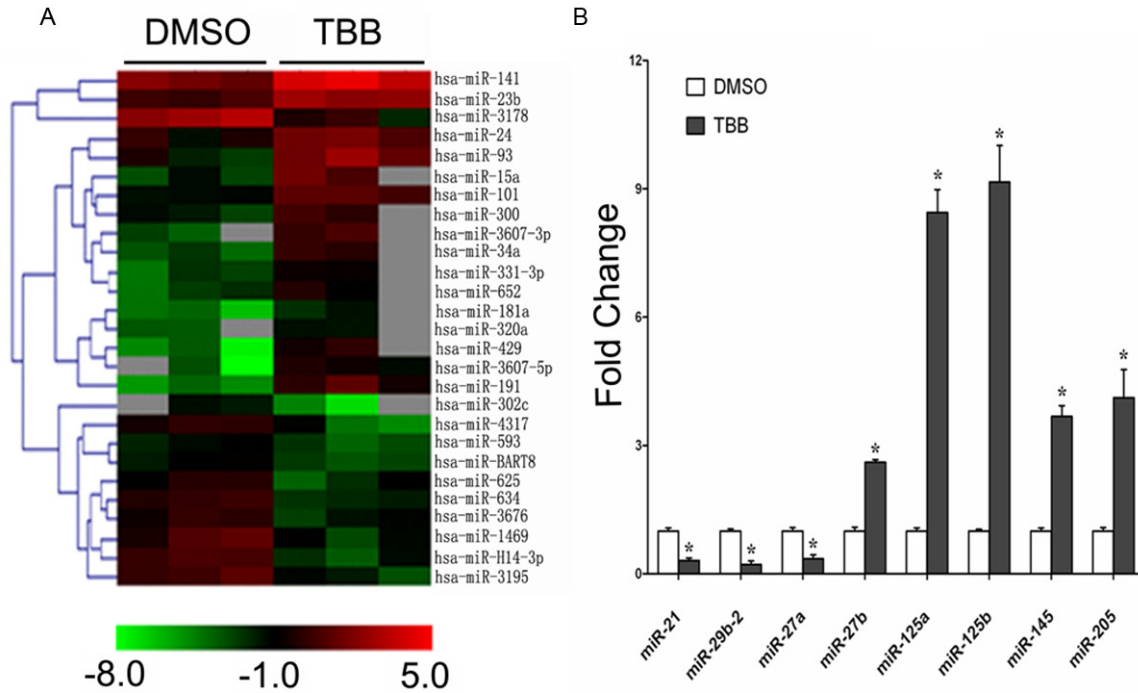 A
DMSO TBB
hsa-miR-141
hsa-miR-23b
hsa-miR-3178
hsa-miR-24
hsa-miR-93
hsa-miR-15a
hsa-miR-101
hsa-miR-300
hsa-miR-3607-3p
hsa-miR-34a
hsa-miR-331-3p
hsa-miR-652
hsa-miR-181a
hsa-miR-320a
hsa-miR-429
hsa-miR-3607-5p
hsa-miR-191
hsa-miR-302c
hsa-miR-4317
hsa-miR-593
hsa-miR-BART8
hsa-miR-625
hsa-miR-634
hsa-miR-3676
hsa-miR-1469
hsa-miR-H14-3p
hsa-miR-3195
-8.0 -1.0 5.0
B
Fold Change
12
9
6
3
0
DMSO
TBB
* * * * * * * *
miR-21
miR-29b-2
miR-27a
miR-27b
miR-125a
miR-125b
miR-145
miR-205